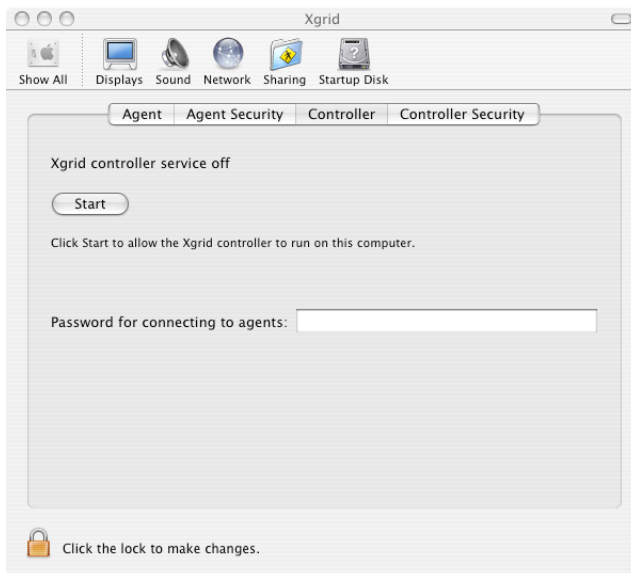 Xgrid
Show All Displays Sound Network Sharing Startup Disk
Agent Agent Security Controller Controller Security
Xgrid controller service off
Start
Click Start to allow the Xgrid controller to run on this computer.
Password for connecting to agents:
Click the lock to make changes.